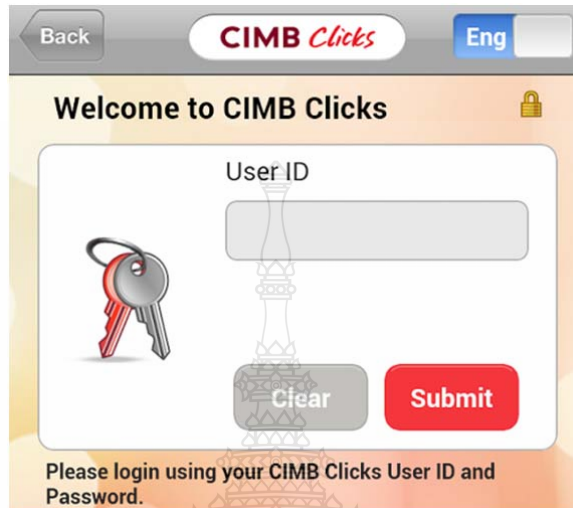 Back
CIMB Clicks
Eng
Welcome to CIMB Clicks
User ID
Clear
Submit
Please login using your CIMB Clicks User ID and
Password.